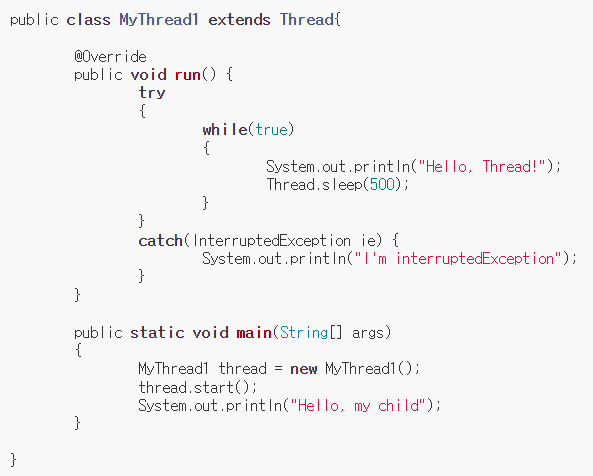 public class MyThread1 extends Thread{
@Override
public void run() {
try
{
while(true)
{
System.out.println("Hello, Thread!");
Thread.sleep(500);
}
}
catch(InterruptedException ie) {
System.out.println("I'm interruptedException");
}
}
public static void main(String[] args)
{
MyThread1 thread = new MyThread1();
thread.start();
System.out.println("Hello, my child");
}
}